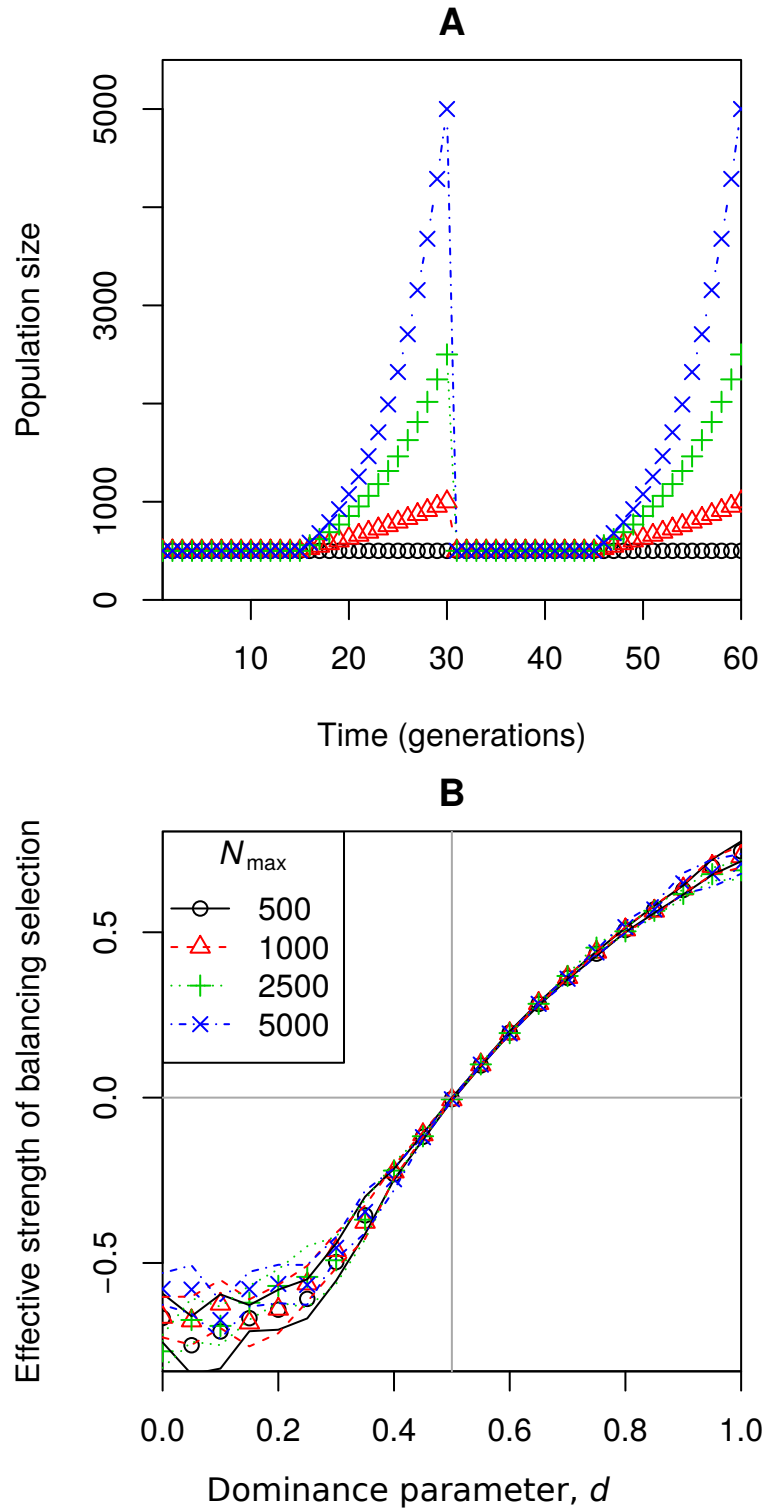 A
Population size
5000
3000
1000
0
10 20 30 40 50 60
Time (generations)
B
Effective strength of balancing selection
0.5
0.0
−0.5
Nmax
500
1000
2500
5000
0.0 0.2 0.4 0.6 0.8 1.0
Dominance parameter, d